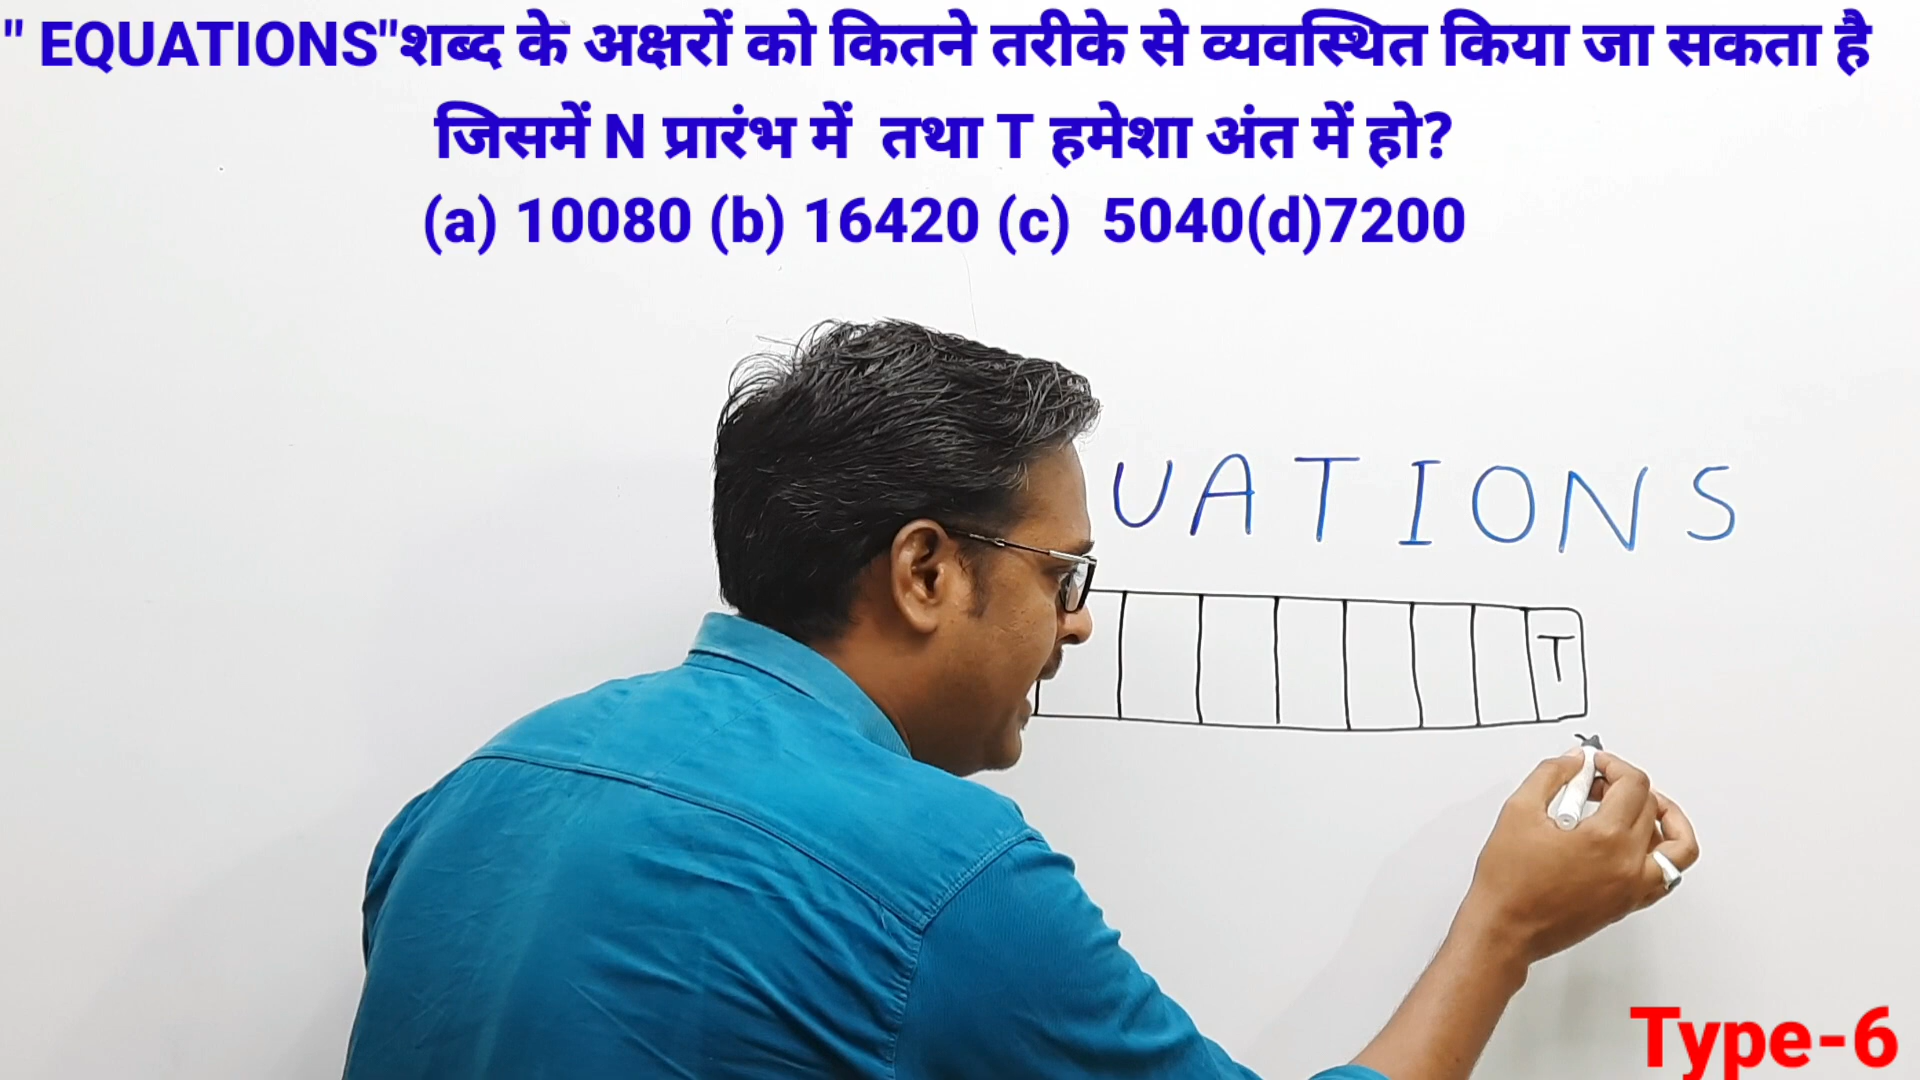 " EQUATIONS"शब्द के अक्षरों को कितने तरीके से व्यवस्थित किया जा सकता है
जिसमें N प्रारंभ में तथा T हमेशा अंत में हो?
(a) 10080 (b) 16420 (c) 5040(d)7200
UATIONS
T
Type-6